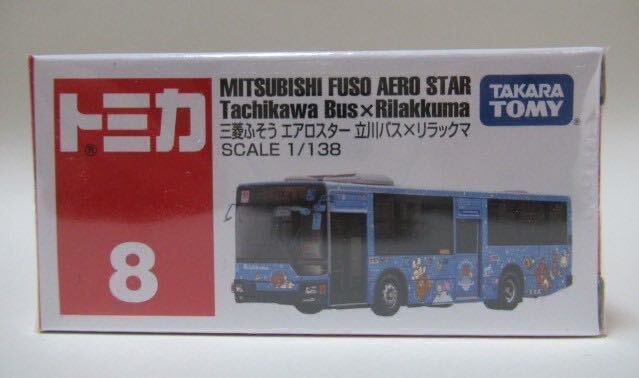 トミカ
®
8
MITSUBISHI FUSO AERO STAR
Tachikawa Bus×Rilakkuma
三菱ふそう エアロスター 立川バス×リラックマ
SCALE 1/138
TAKARA
TOMY
®
Rilakkuma